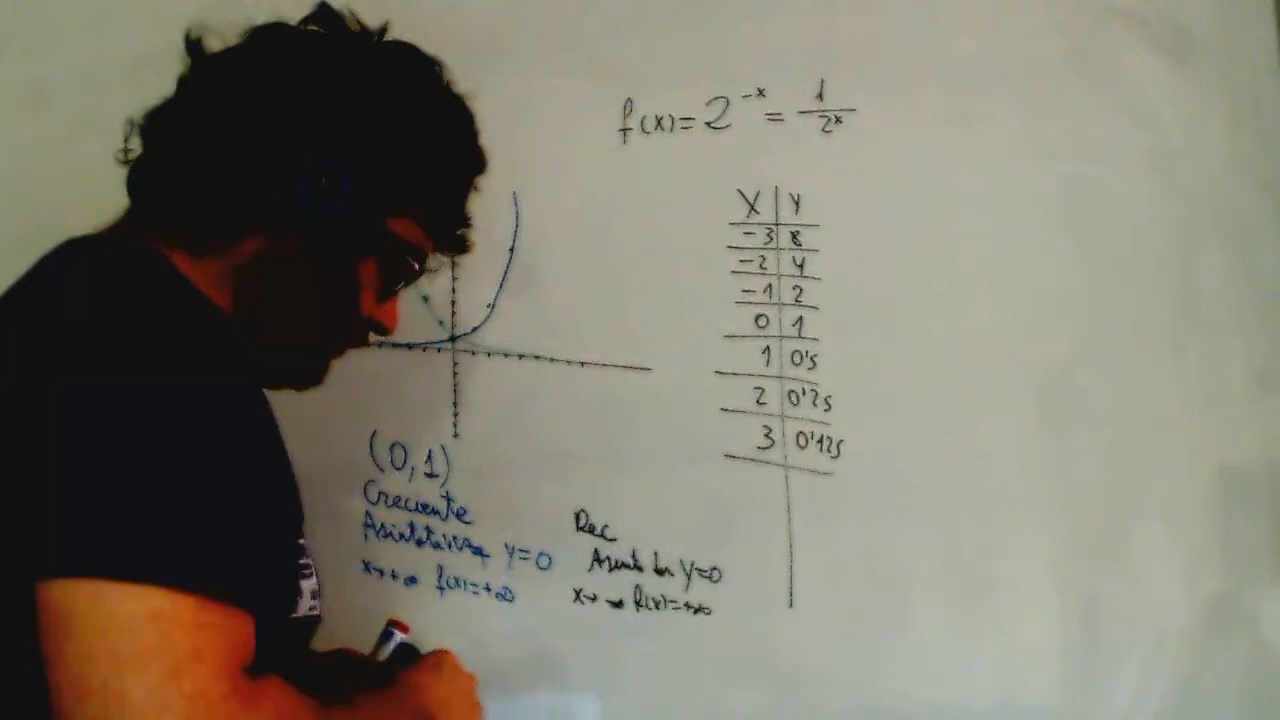 f(x)=2^-x = 1/2^x
X | Y
-3 | 8
-2 | 4
-1 | 2
0 | 1
1 | 0'5
2 | 0'25
3 | 0'125
(0,1)
Creciente
y=0
x→+∞ f(x)=+∞
y=0
x→-∞ f(x)=+∞